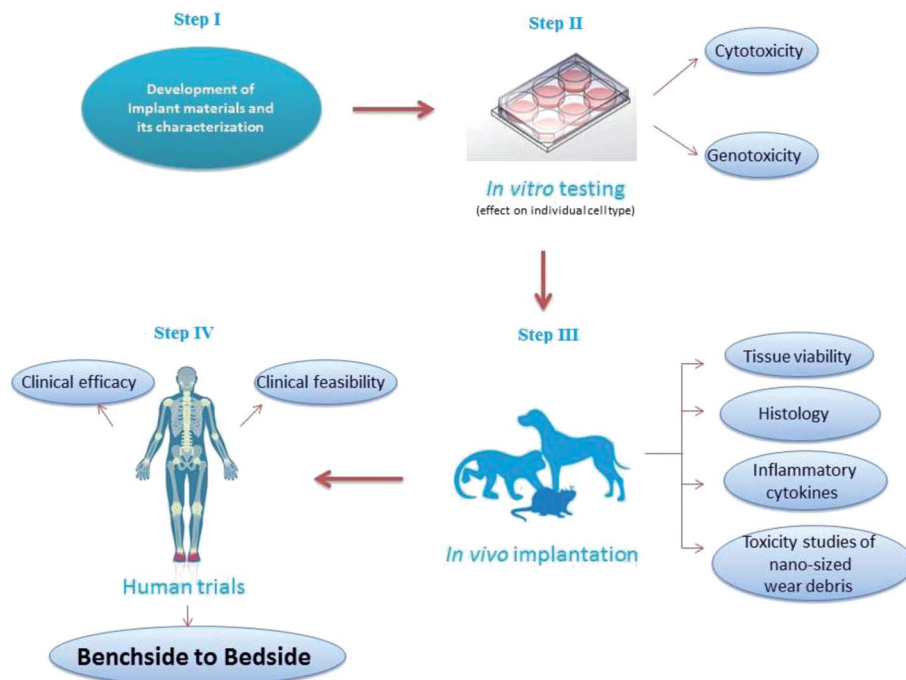 Step I
Development of
Implant materials and
its characterization
Step II
In vitro testing
(effect on individual cell type)
Cytotoxicity
Genotoxicity
Step III
In vivo implantation
Tissue viability
Histology
Inflammatory
cytokines
Toxicity studies of
nano-sized
wear debris
Step IV
Clinical efficacy
Clinical feasibility
Human trials
Benchside to Bedside